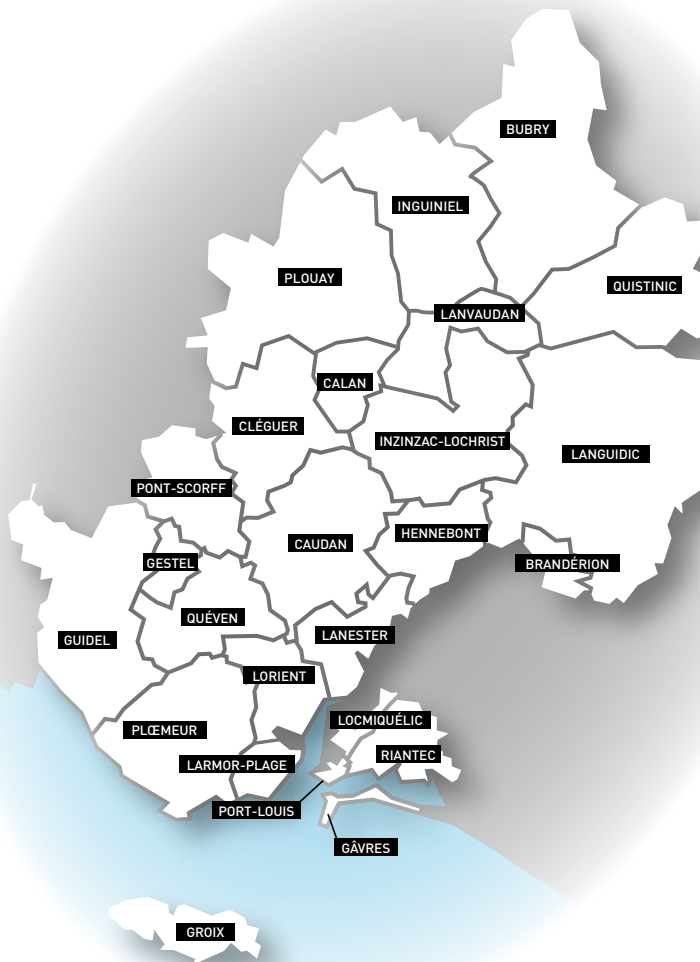 BUBRY
INGUINIEL
PLOUAY
QUISTINIC
LANVAUDAN
CALAN
CLÉGUER
INZINZAC-LOCHRIST
LANGUIDIC
PONT-SCORFF
HENNEBONT
CAUDAN
GESTEL
BRANDÉRION
QUÉVEN
LANESTER
GUIDEL
LORIENT
LOCMIQUÉLIC
PLŒMEUR
RIANTEC
LARMOR-PLAGE
PORT-LOUIS
GÂVRES
GROIX